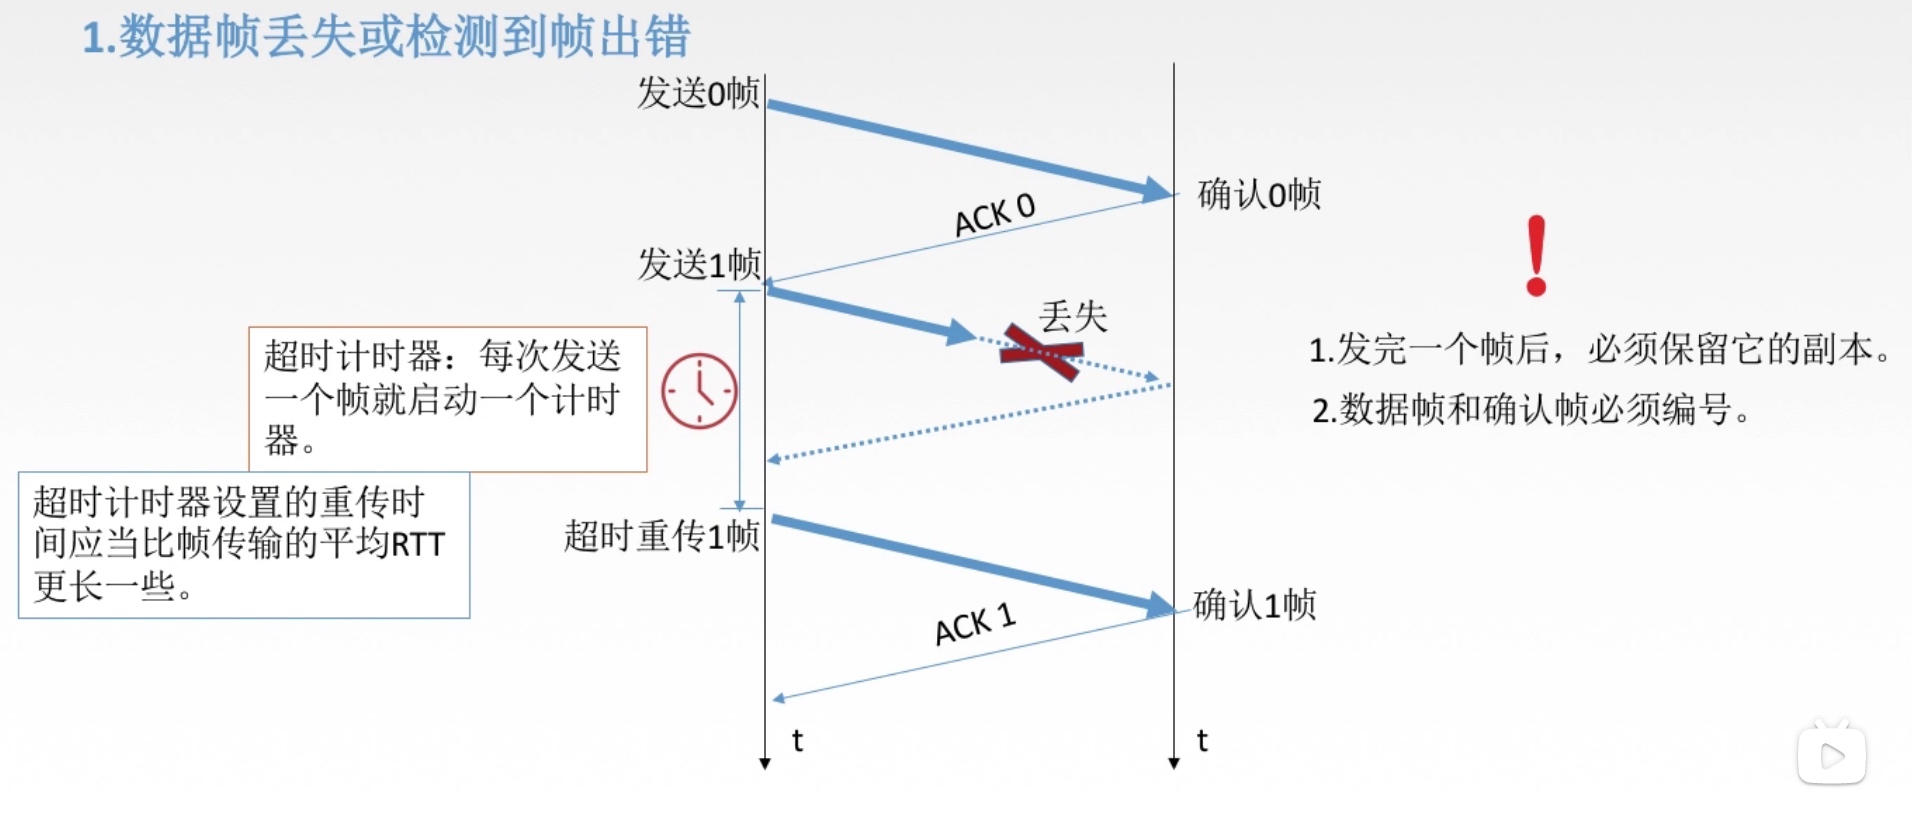 1.数据帧丢失或检测到帧出错
发送0帧
确认0帧
ACK 0
发送1帧
丢失
超时计时器：每次发送
一个帧就启动一个计时
器。
1.发完一个帧后，必须保留它的副本。
2.数据帧和确认帧必须编号。
超时计时器设置的重传时
间应当比帧传输的平均RTT
更长一些。
超时重传1帧
确认1帧
ACK 1
t
t